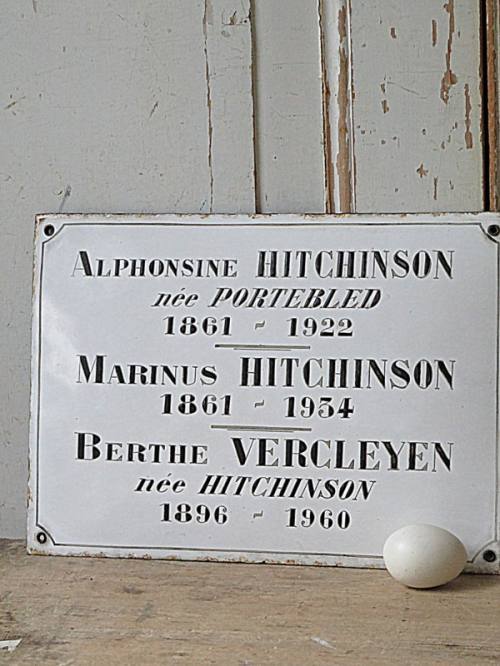 ALPHONSINE HITCHINSON
née PORTEBLED
1861 ~ 1922
MARINUS HITCHINSON
1861 ~ 1934
BERTHE VERCLEYEN
née HITCHINSON
1896 ~ 1960